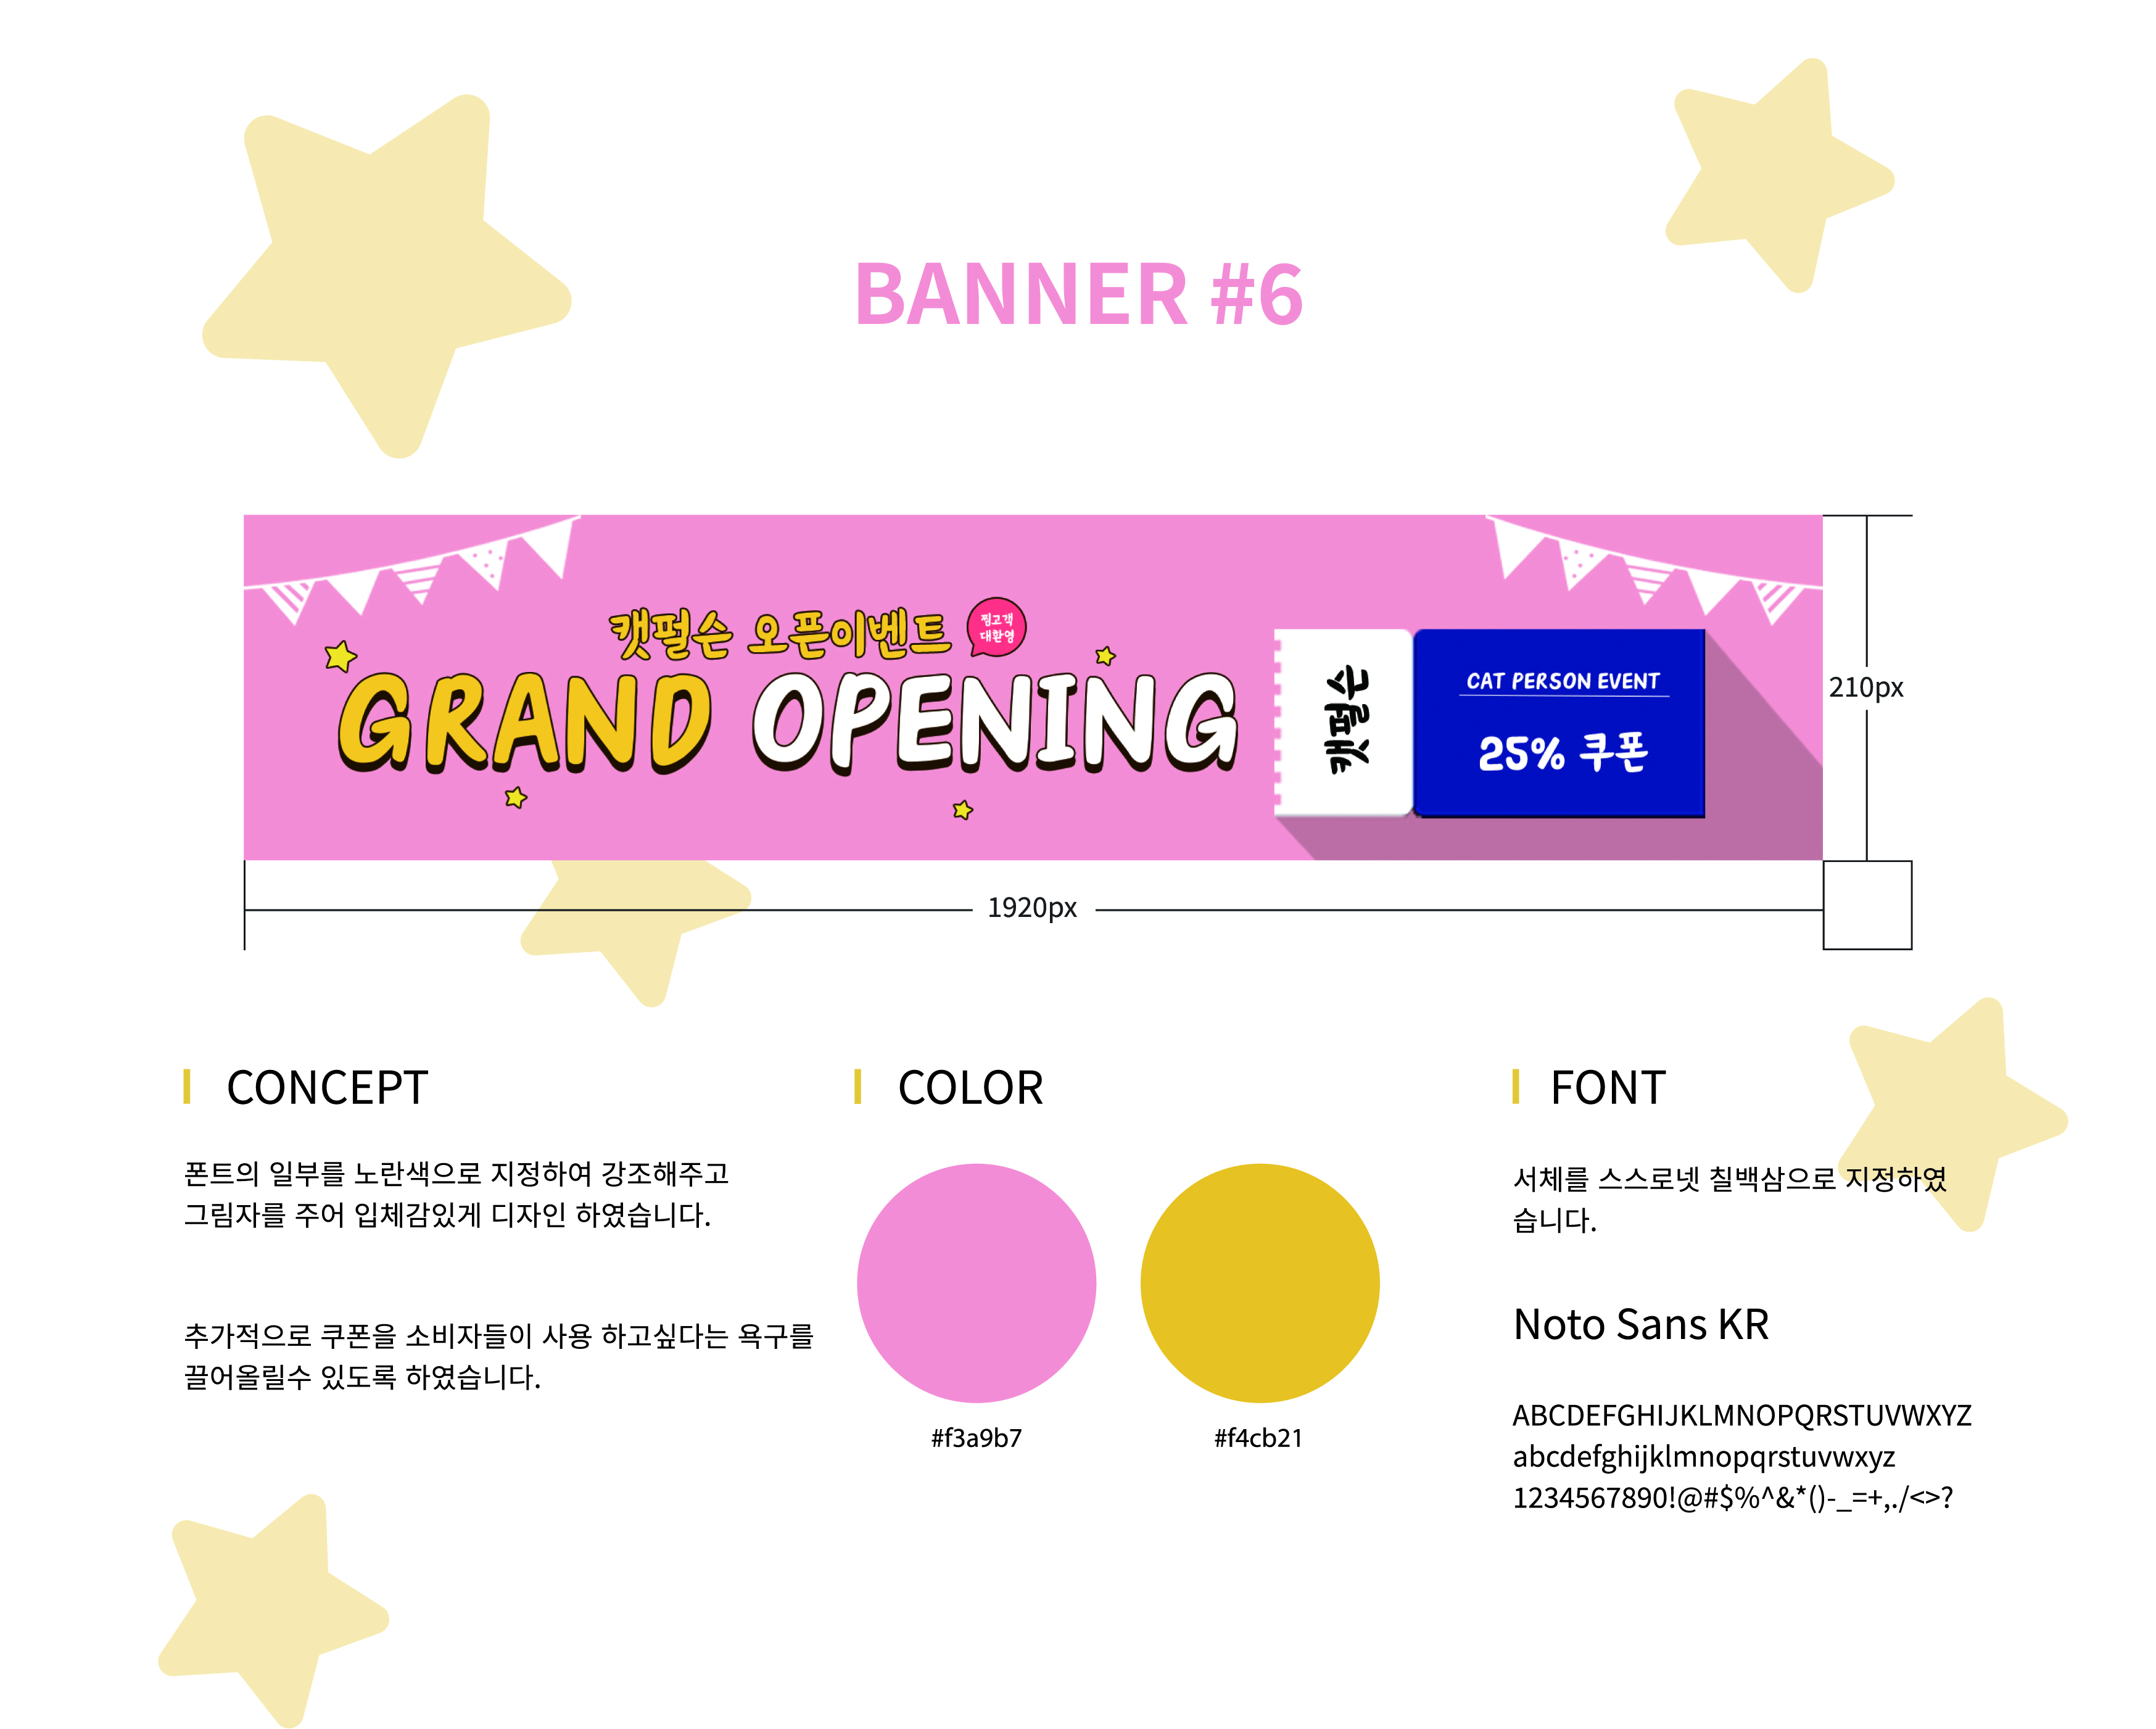 BANNER #6
캣펄슨 오픈이벤트
찜고객
대환영
GRAND OPENING
캣펄슨
CAT PERSON EVENT
25% 쿠폰
210px
1920px
CONCEPT
폰트의 일부를 노란색으로 지정하여 강조해주고
그림자를 주어 입체감있게 디자인 하였습니다.
추가적으로 쿠폰을 소비자들이 사용 하고싶다는 욕구를
끌어올릴수 있도록 하였습니다.
COLOR
#f3a9b7
#f4cb21
FONT
서체를 스스로넷 칠백삼으로 지정하였
습니다.
Noto Sans KR
ABCDEFGHIJKLMNOPQRSTUVWXYZ
abcdefghijklmnopqrstuvwxyz
1234567890!@#$%^&*()-_=+,./<>?